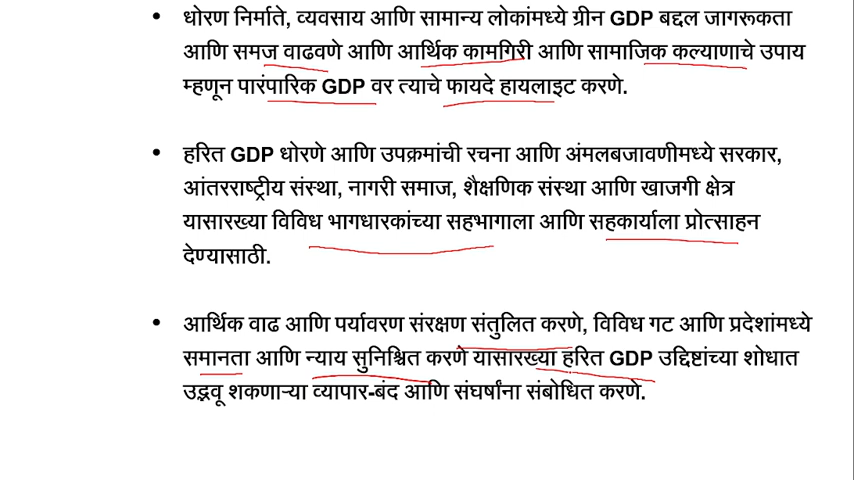 • धोरण निर्माते, व्यवसाय आणि सामान्य लोकांमध्ये ग्रीन GDP बद्दल जागरूकता
आणि समज वाढवणे आणि आर्थिक कामगिरी आणि सामाजिक कल्याणाचे उपाय
म्हणून पारंपारिक GDP वर त्याचे फायदे हायलाइट करणे.
• हरित GDP धोरणे आणि उपक्रमांची रचना आणि अंमलबजावणीमध्ये सरकार,
आंतरराष्ट्रीय संस्था, नागरी समाज, शैक्षणिक संस्था आणि खाजगी क्षेत्र
यासारख्या विविध भागधारकांच्या सहभागाला आणि सहकार्याला प्रोत्साहन
देण्यासाठी.
• आर्थिक वाढ आणि पर्यावरण संरक्षण संतुलित करणे, विविध गट आणि प्रदेशांमध्ये
समानता आणि न्याय सुनिश्चित करणे यासारख्या हरित GDP उद्दिष्टांच्या शोधात
उद्भवू शकणाऱ्या व्यापार-बंद आणि संघर्षांना संबोधित करणे.